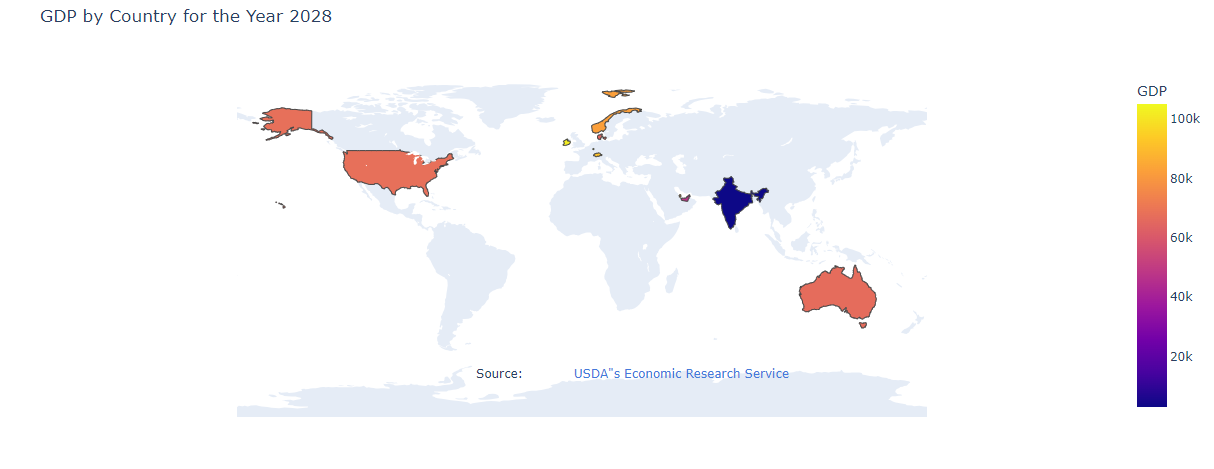 GDP by Country for the Year 2028
GDP
100k
80k
60k
40k
20k
Source: USDA"s Economic Research Service